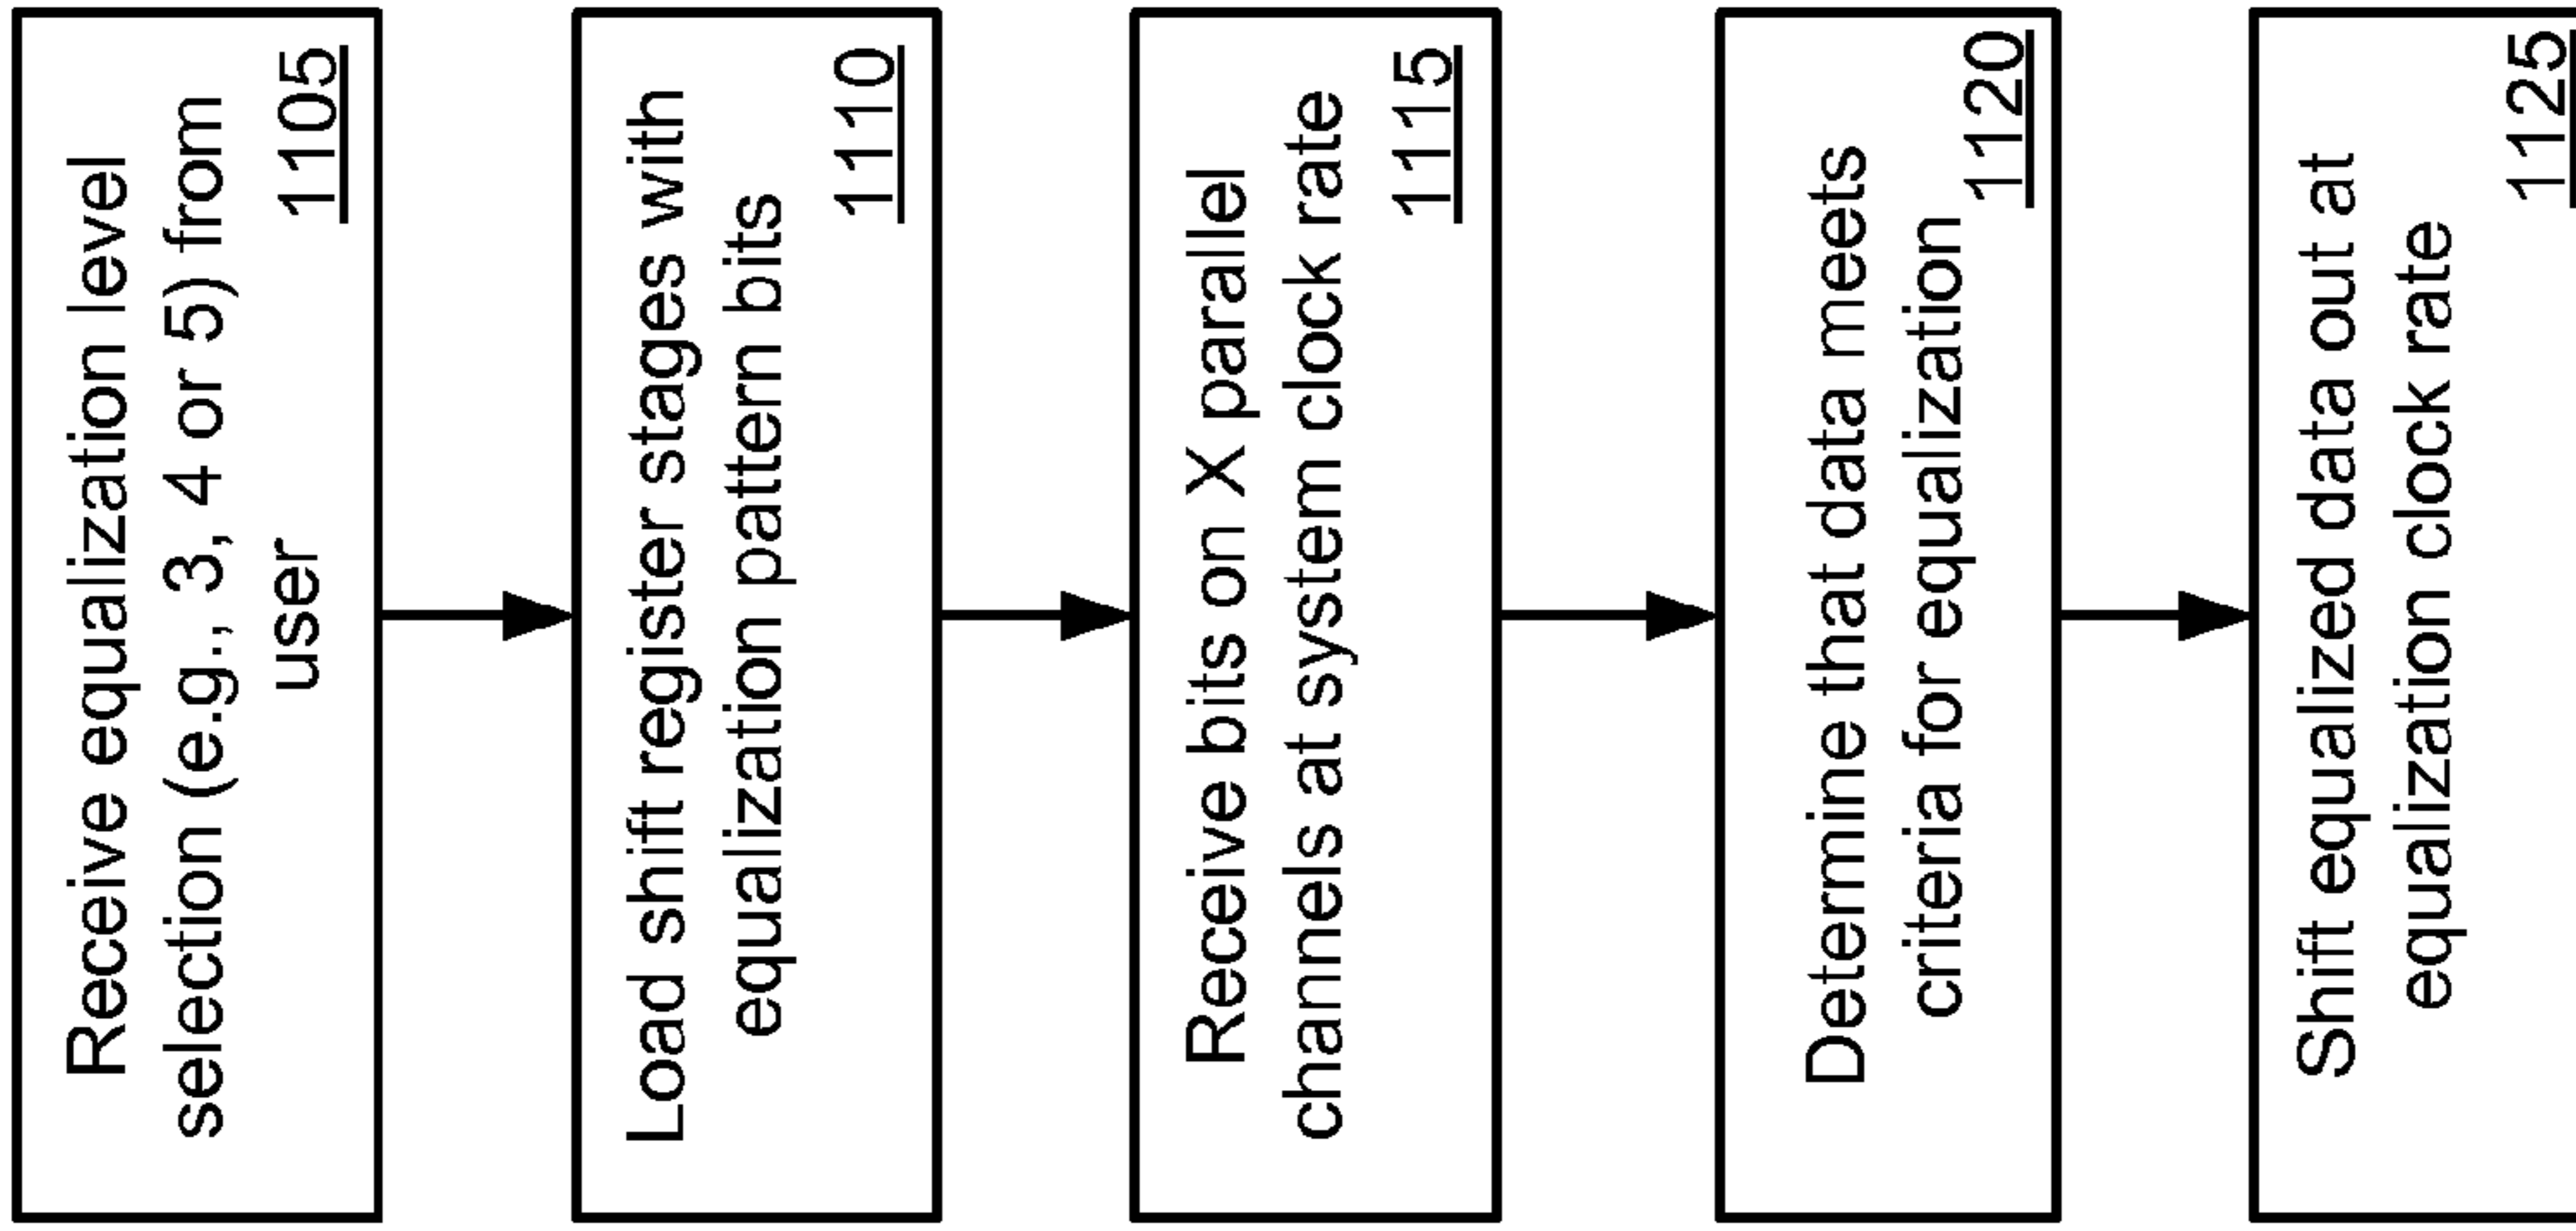 Receive equalization level
selection (e.g., 3, 4 or 5) from
user
1105
Load shift register stages with
equalization pattern bits
1110
Receive bits on X parallel
channels at system clock rate
1115
Determine that data meets
criteria for equalization
1120
Shift equalized data out at
equalization clock rate
1125